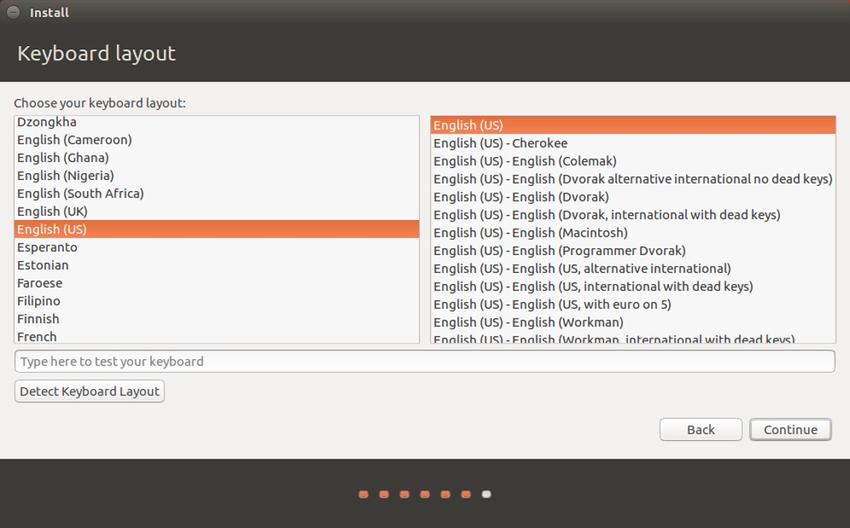 Install
Keyboard layout
Choose your keyboard layout:
Dzongkha
English (Cameroon)
English (Ghana)
English (Nigeria)
English (South Africa)
English (UK)
English (US)
Esperanto
Estonian
Faroese
Filipino
Finnish
French
English (US)
English (US) - Cherokee
English (US) - English (Colemak)
English (US) - English (Dvorak alternative international no dead keys)
English (US) - English (Dvorak)
English (US) - English (Dvorak, international with dead keys)
English (US) - English (Macintosh)
English (US) - English (Programmer Dvorak)
English (US) - English (US, alternative international)
English (US) - English (US, international with dead keys)
English (US) - English (US, with euro on 5)
English (US) - English (Workman)
English (US) - English (Workman, international with dead keys)
Type here to test your keyboard
Detect Keyboard Layout
Back
Continue